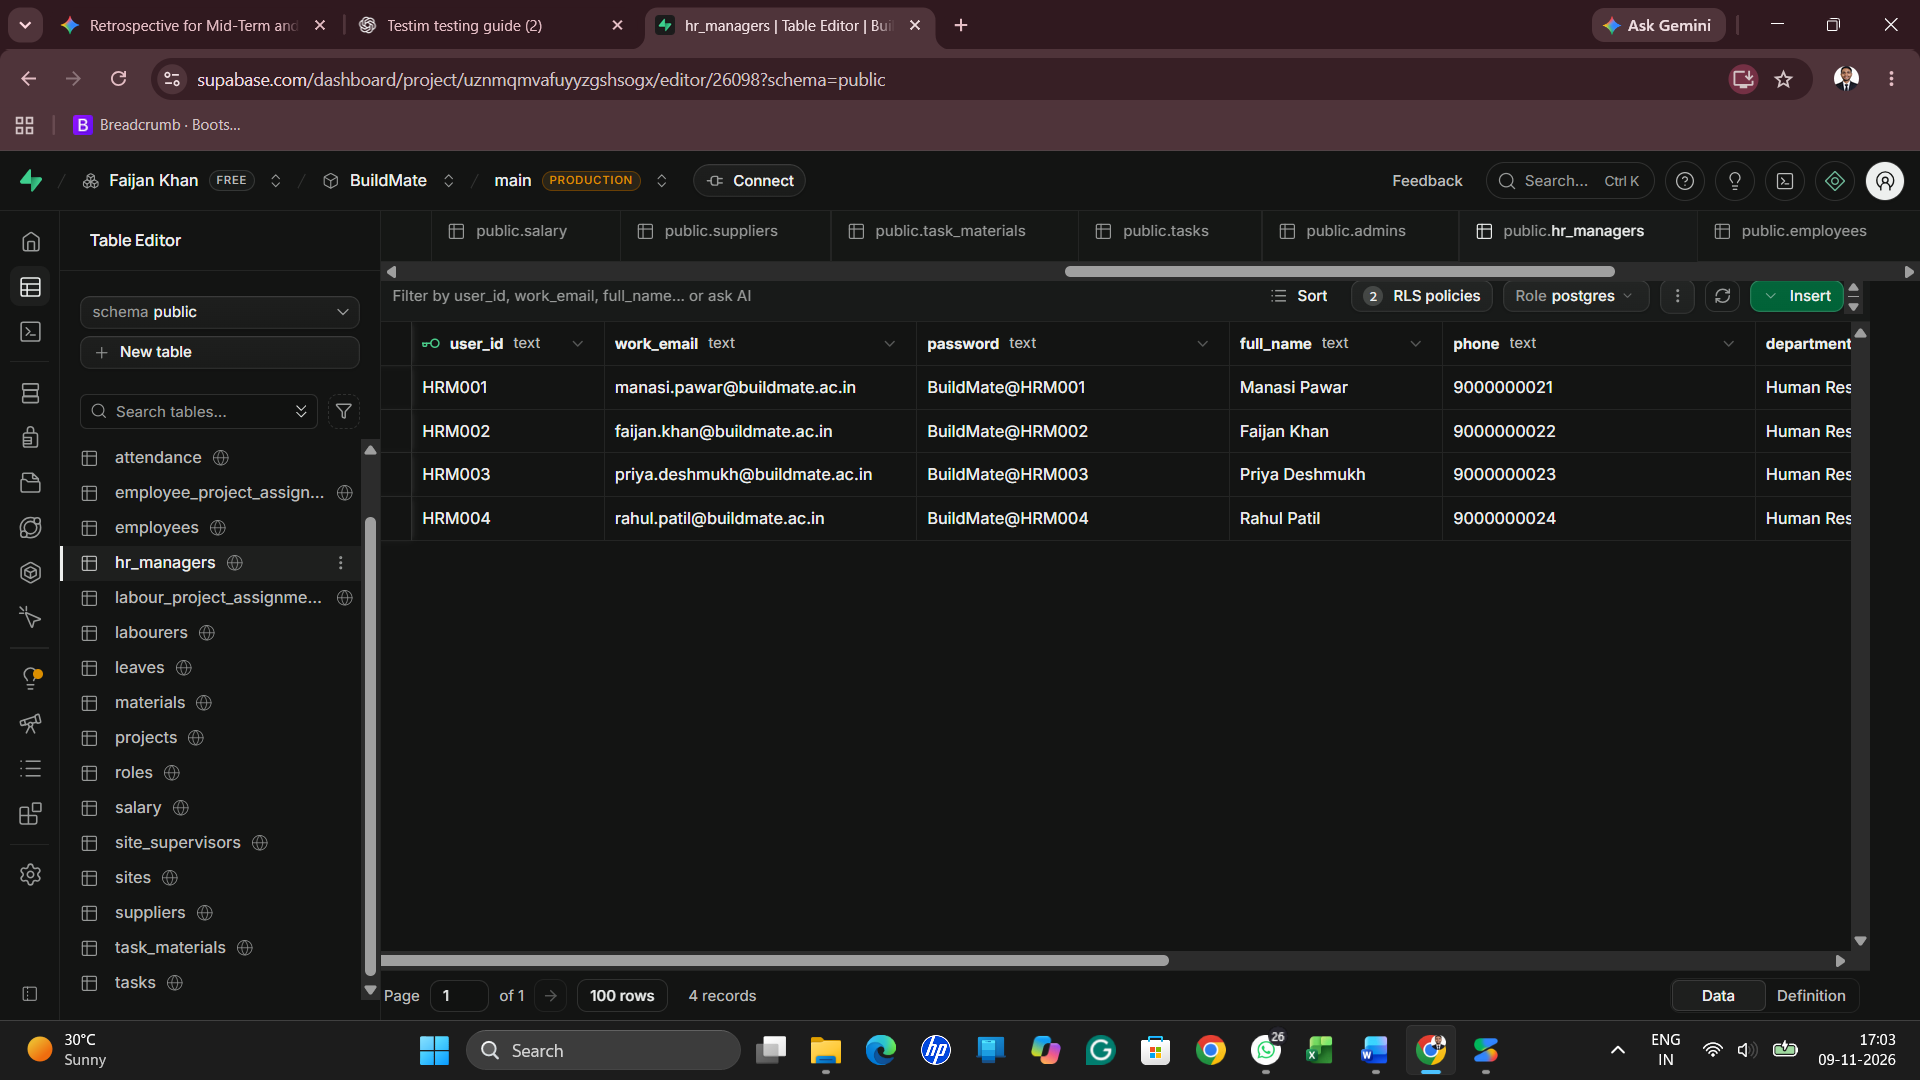 Retrospective for Mid-Term and
Testim testing guide (2)
hr_managers | Table Editor | Bui
Ask Gemini
supabase.com/dashboard/project/uznmqmvafuyyzgshsogx/editor/26098?schema=public
B Breadcrumb · Boots...
Faijan Khan FREE
BuildMate
main PRODUCTION
Connect
Feedback
Search... Ctrl K
Table Editor
public.salary
public.suppliers
public.task_materials
public.tasks
public.admins
public.hr_managers
public.employees
schema public
New table
Search tables...
attendance
employee_project_assign...
employees
hr_managers
labour_project_assignme...
labourers
leaves
materials
projects
roles
salary
site_supervisors
sites
suppliers
task_materials
tasks
Filter by user_id, work_email, full_name... or ask AI
Sort
2 RLS policies
Role postgres
Insert
user_id text work_email text password text full_name text phone text department
HRM001 manasi.pawar@buildmate.ac.in BuildMate@HRM001 Manasi Pawar 9000000021 Human Res
HRM002 faijan.khan@buildmate.ac.in BuildMate@HRM002 Faijan Khan 9000000022 Human Res
HRM003 priya.deshmukh@buildmate.ac.in BuildMate@HRM003 Priya Deshmukh 9000000023 Human Res
HRM004 rahul.patil@buildmate.ac.in BuildMate@HRM004 Rahul Patil 9000000024 Human Res
Page 1 of 1
100 rows
4 records
Data
Definition
30°C
Sunny
Search
hp
G
26
X
W
ENG
IN
17:03
09-11-2026